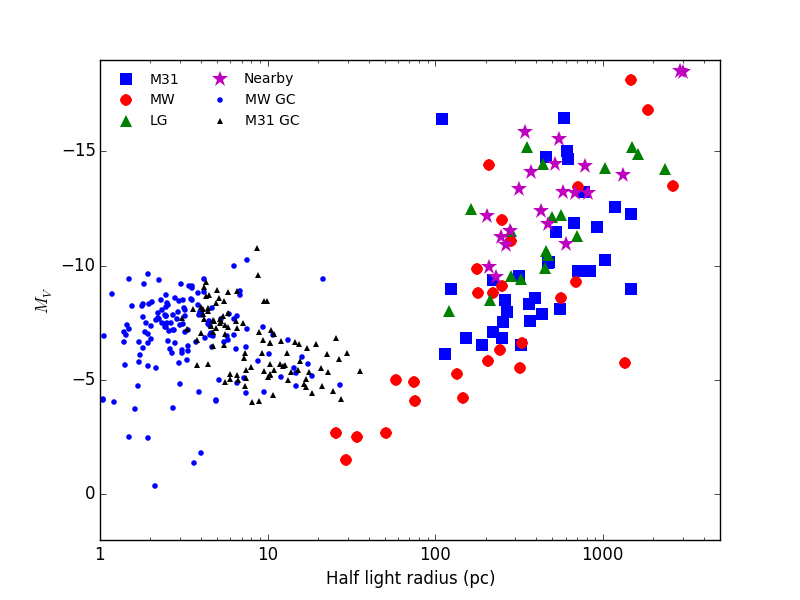 M31
MW
LG
Nearby
MW GC
M31 GC
−15
−10
−5
0
M_V
1
10
100
1000
Half light radius (pc)